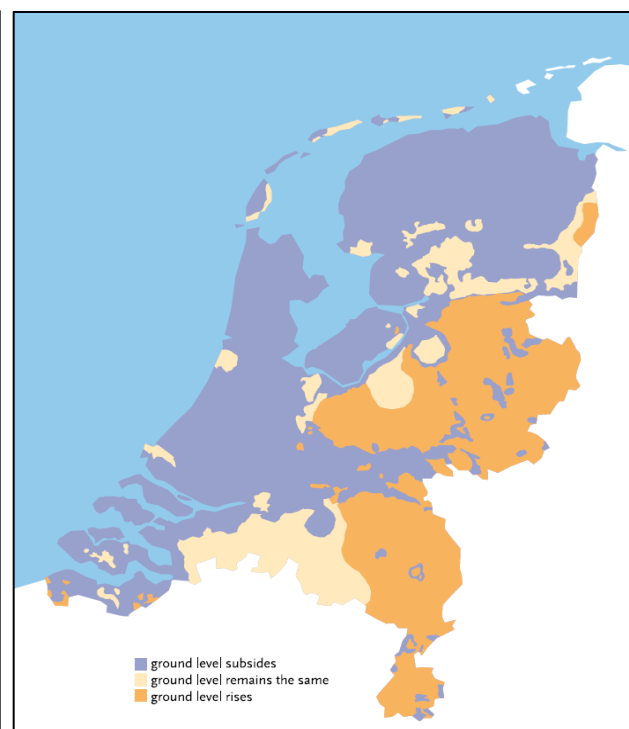 ground level subsides
ground level remains the same
ground level rises